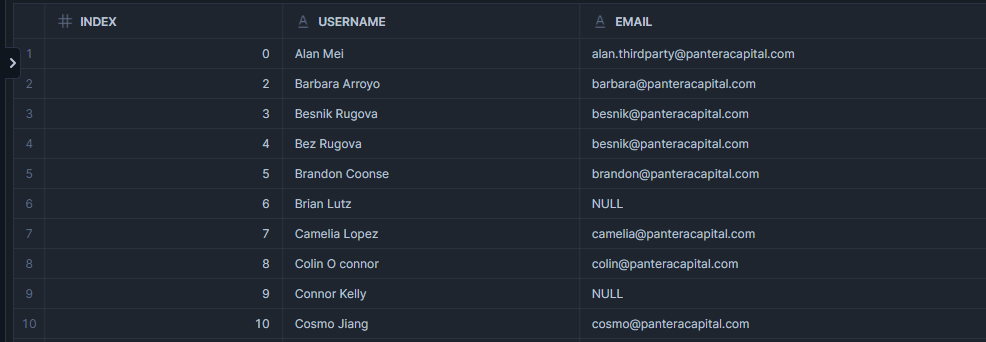 # INDEX A USERNAME A EMAIL
1 0 Alan Mei alan.thirdparty@panteracapital.com
2 2 Barbara Arroyo barbara@panteracapital.com
3 3 Besnik Rugova besnik@panteracapital.com
4 4 Bez Rugova besnik@panteracapital.com
5 5 Brandon Coonse brandon@panteracapital.com
6 6 Brian Lutz NULL
7 7 Camelia Lopez camelia@panteracapital.com
8 8 Colin O connor colin@panteracapital.com
9 9 Connor Kelly NULL
10 10 Cosmo Jiang cosmo@panteracapital.com